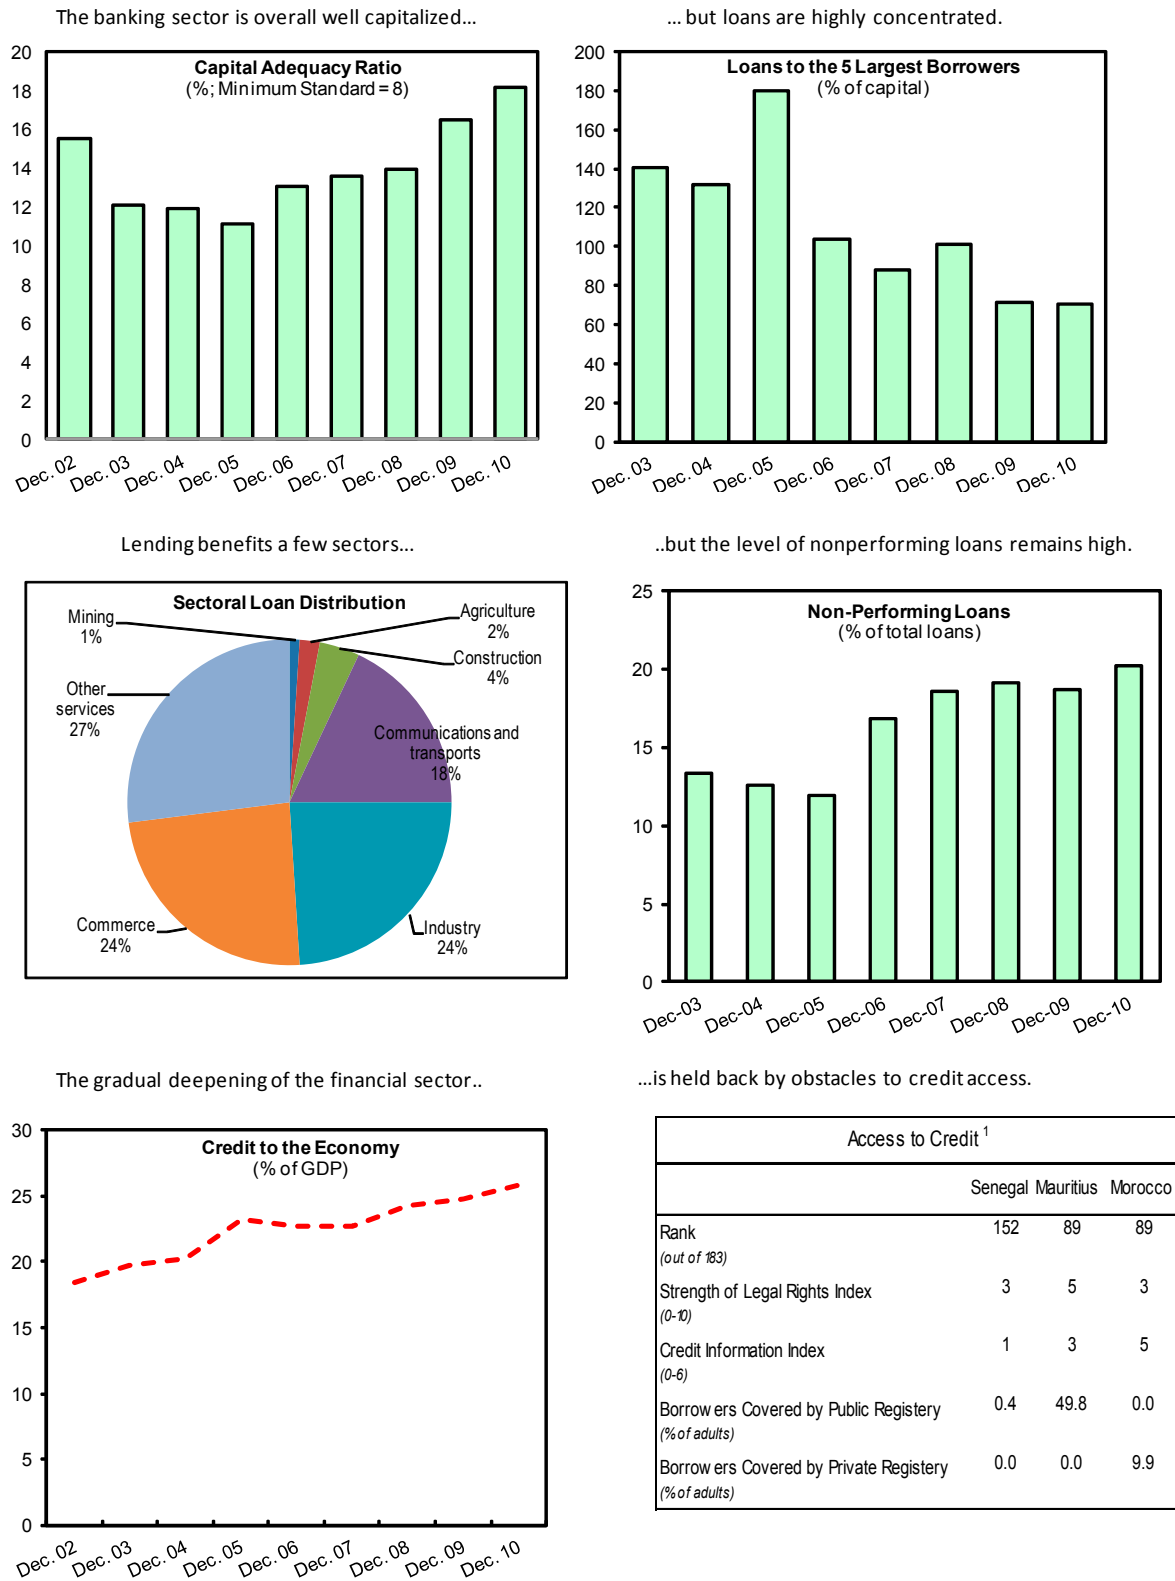 The banking sector is overall well capitalized...
... but loans are highly concentrated.
Capital Adequacy Ratio
(%; Minimum Standard = 8)
20
18
16
14
12
10
8
6
4
2
0
Dec. 02
Dec. 03
Dec. 04
Dec. 05
Dec. 06
Dec. 07
Dec. 08
Dec. 09
Dec. 10
Loans to the 5 Largest Borrowers
(% of capital)
200
180
160
140
120
100
80
60
40
20
0
Dec. 03
Dec. 04
Dec. 05
Dec. 06
Dec. 07
Dec. 08
Dec. 09
Dec. 10
Lending benefits a few sectors...
..but the level of nonperforming loans remains high.
Sectoral Loan Distribution
Mining
1%
Agriculture
2%
Construction
4%
Communications and
transports
18%
Other
services
27%
Commerce
24%
Industry
24%
Non-Performing Loans
(% of total loans)
25
20
15
10
5
0
Dec-03
Dec-04
Dec-05
Dec-06
Dec-07
Dec-08
Dec-09
Dec-10
The gradual deepening of the financial sector..
...is held back by obstacles to credit access.
Credit to the Economy
(% of GDP)
30
25
20
15
10
5
0
Dec. 02
Dec. 03
Dec. 04
Dec. 05
Dec. 06
Dec. 07
Dec. 08
Dec. 09
Dec. 10
Access to Credit 1
Senegal Mauritius Morocco
Rank 152 89 89
(out of 183)
Strength of Legal Rights Index 3 5 3
(0-10)
Credit Information Index 1 3 5
(0-6)
Borrowers Covered by Public Registery 0.4 49.8 0.0
(% of adults)
Borrowers Covered by Private Registery 0.0 0.0 9.9
(% of adults)